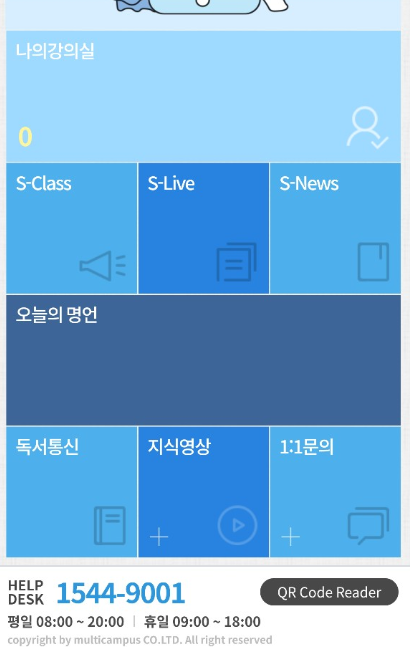 나의강의실
0
S-Class
S-Live
S-News
오늘의 명언
독서통신
지식영상
1:1문의
HELP DESK 1544-9001
QR Code Reader
평일 08:00 ~ 20:00 | 휴일 09:00 ~ 18:00
copyright by multicampus CO.LTD. All right reserved